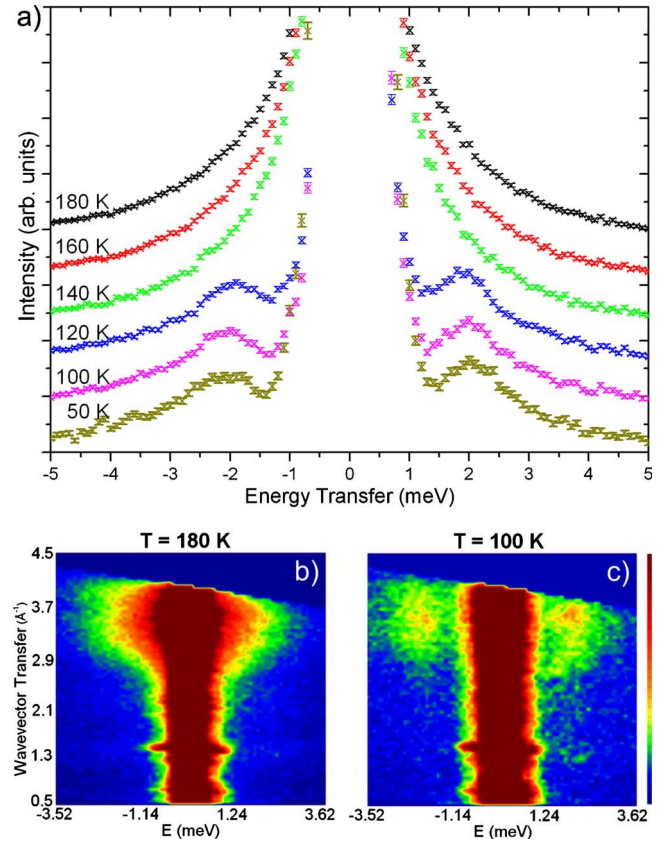 a)
Intensity (arb. units)
180 K
160 K
140 K
120 K
100 K
50 K
-5 -4 -3 -2 -1 0 1 2 3 4 5
Energy Transfer (meV)
T = 180 K
T = 100 K
b)
c)
Wavevector Transfer (Å⁻¹)
4.5
3.7
2.9
2.1
1.3
0.5
-3.52 -1.14 1.24 3.62
E (meV)
-3.52 -1.14 1.24 3.62
E (meV)